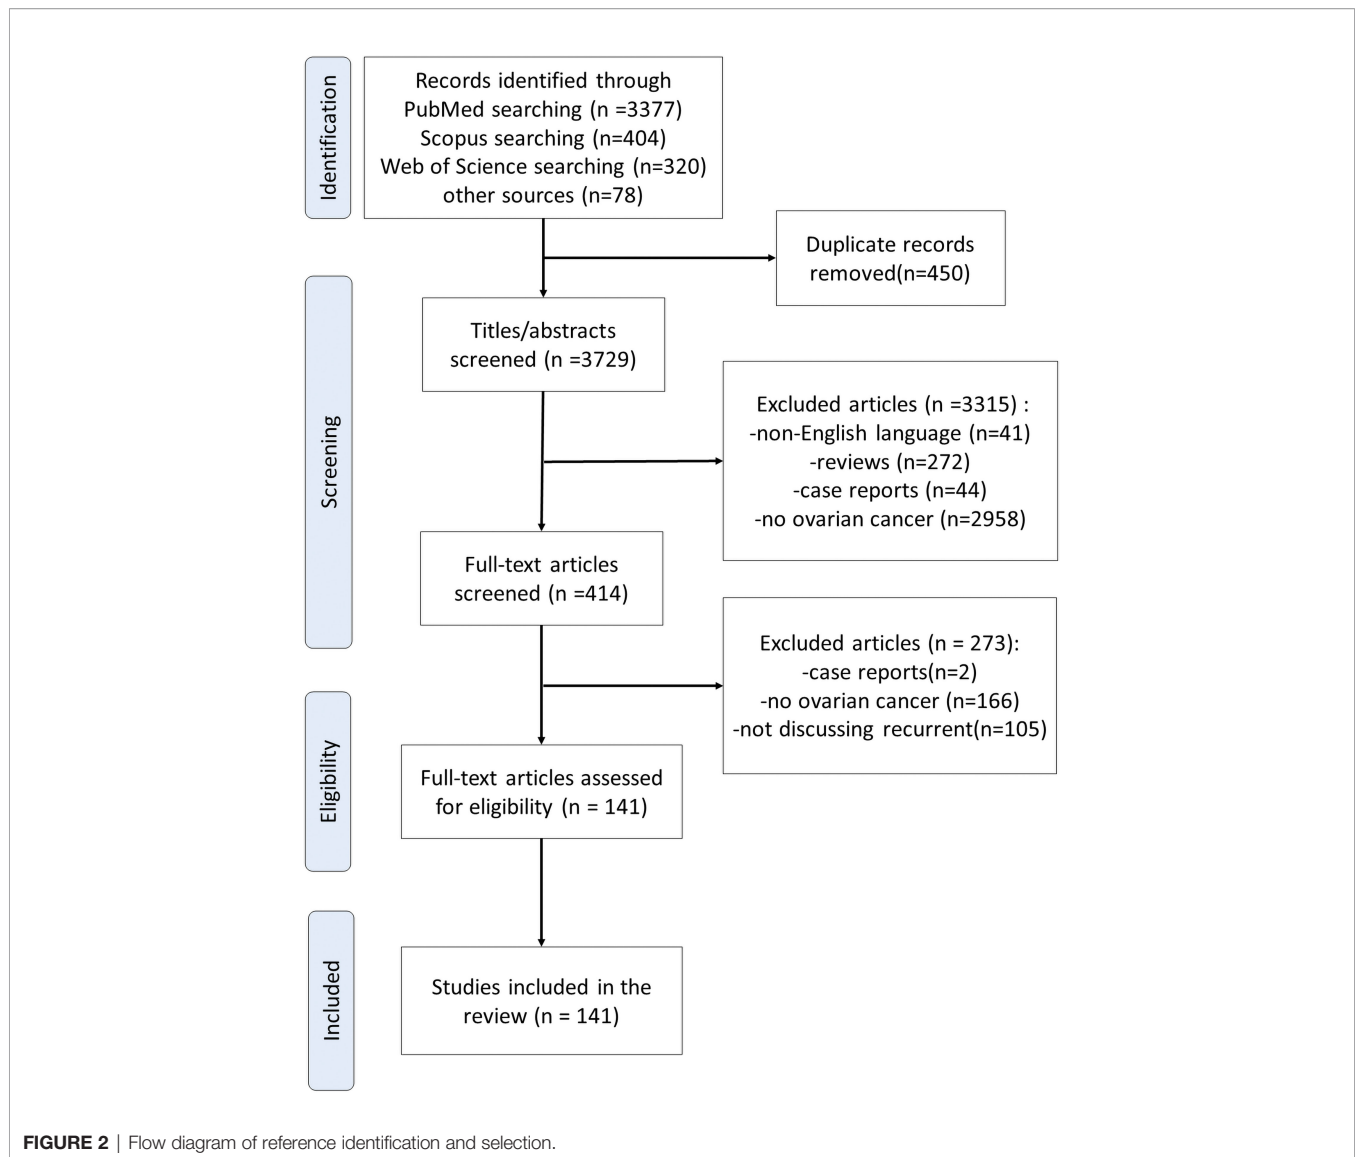 Identification
Records identified through
PubMed searching (n =3377)
Scopus searching (n=404)
Web of Science searching (n=320)
other sources (n=78)
Duplicate records
removed(n=450)
Screening
Titles/abstracts
screened (n =3729)
Excluded articles (n =3315) :
-non-English language (n=41)
-reviews (n=272)
-case reports (n=44)
-no ovarian cancer (n=2958)
Full-text articles
screened (n =414)
Excluded articles (n = 273):
-case reports(n=2)
-no ovarian cancer (n=166)
-not discussing recurrent(n=105)
Eligibility
Full-text articles assessed
for eligibility (n = 141)
Included
Studies included in the
review (n = 141)
FIGURE 2 | Flow diagram of reference identification and selection.